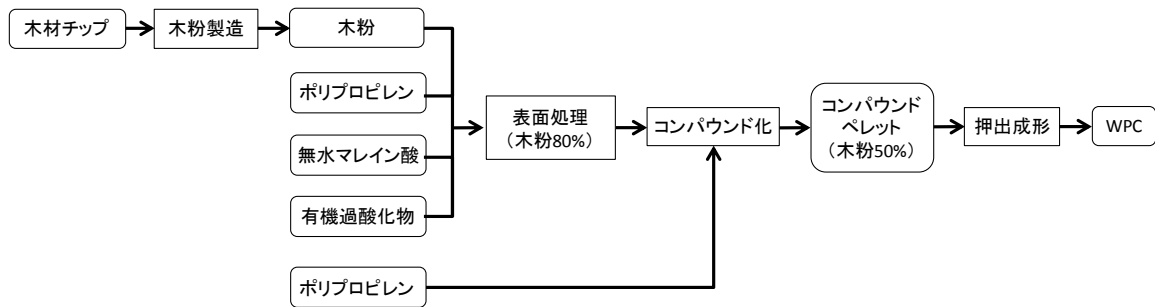 木材チップ
木粉製造
木粉
ポリプロピレン
無水マレイン酸
有機過酸化物
ポリプロピレン
表面処理
（木粉80%）
コンパウンド化
コンパウンド
ペレット
（木粉50%）
押出成形
WPC